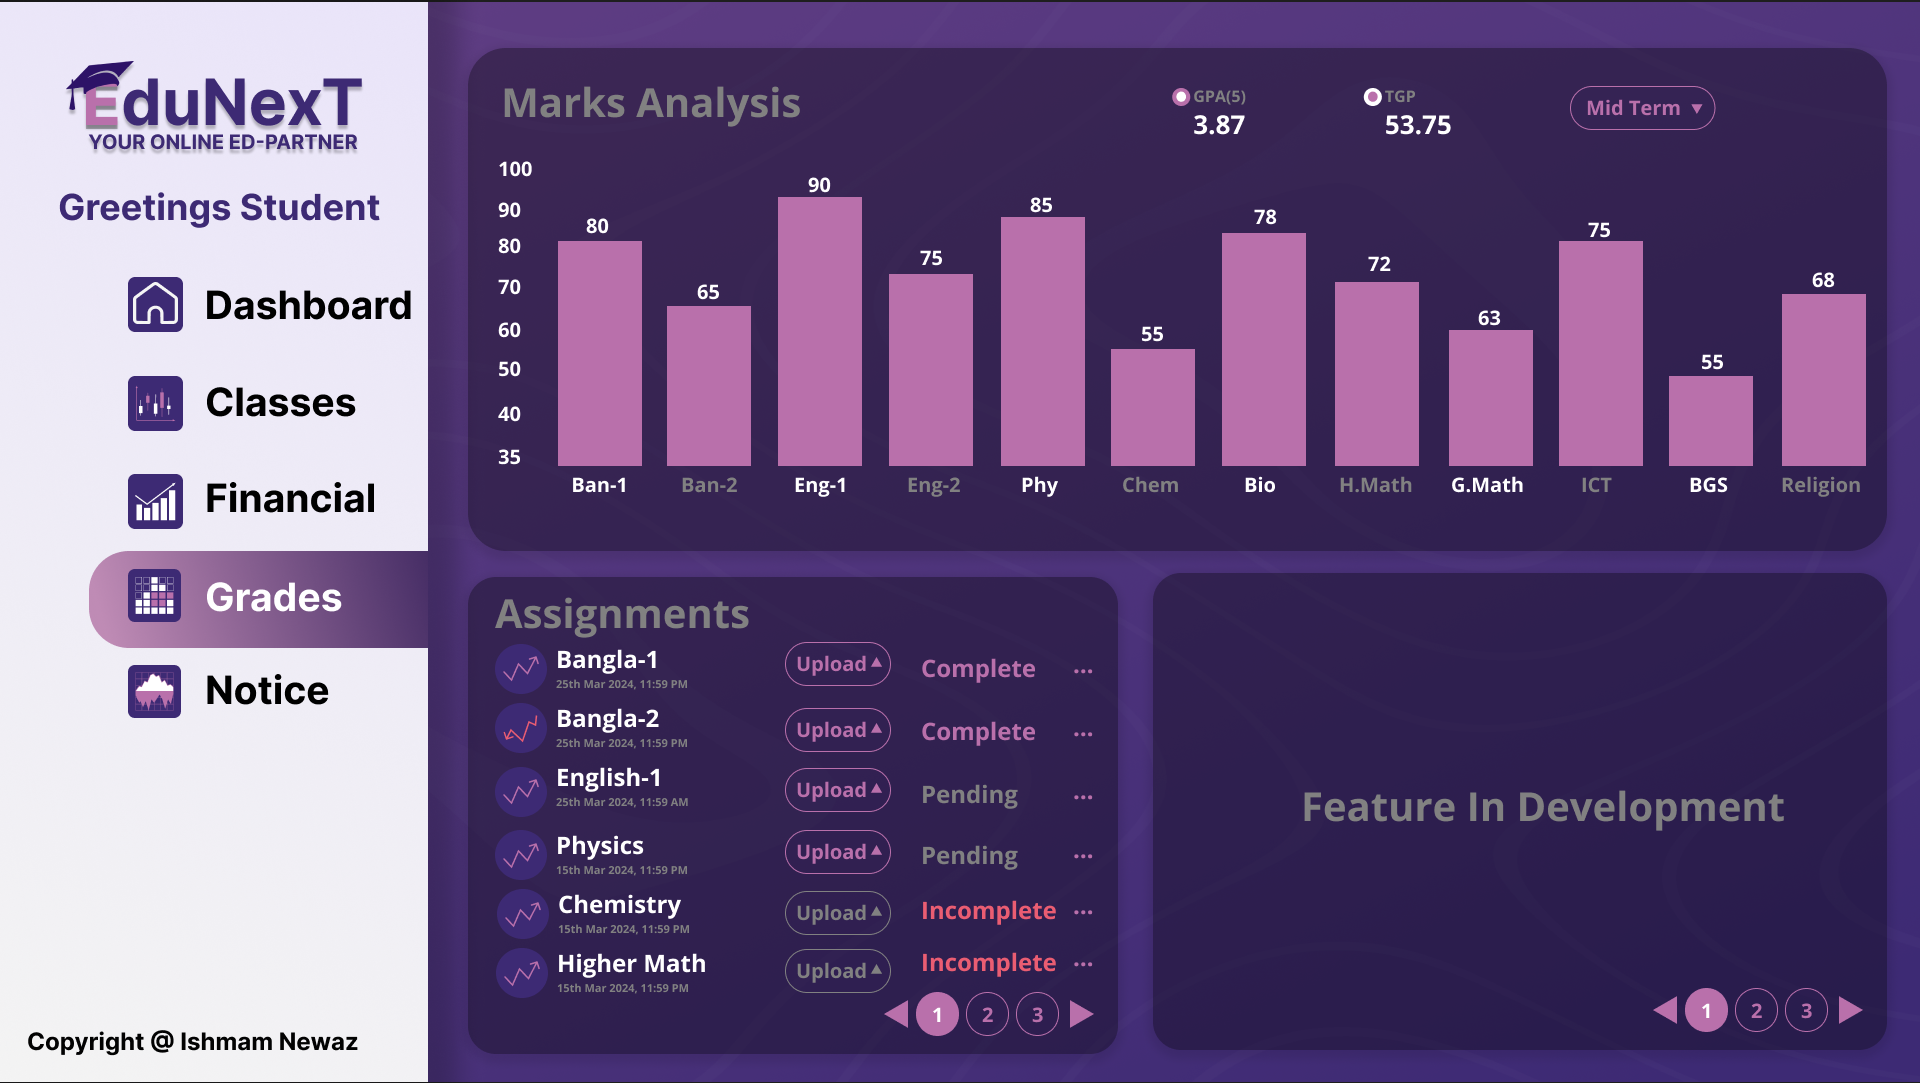 EduNexT
YOUR ONLINE ED-PARTNER
Greetings Student
Dashboard
Classes
Financial
Grades
Notice
Copyright @ Ishmam Newaz
Marks Analysis
GPA(5)
3.87
TGP
53.75
Mid Term ▼
100
90
80
70
60
50
40
35
80
65
90
75
85
55
78
72
63
75
55
68
Ban-1 Ban-2 Eng-1 Eng-2 Phy Chem Bio H.Math G.Math ICT BGS Religion
Assignments
Bangla-1
25th Mar 2024, 11:59 PM
Upload ▲ Complete ...
Bangla-2
25th Mar 2024, 11:59 PM
Upload ▲ Complete ...
English-1
25th Mar 2024, 11:59 AM
Upload ▲ Pending ...
Physics
15th Mar 2024, 11:59 PM
Upload ▲ Pending ...
Chemistry
15th Mar 2024, 11:59 PM
Upload ▲ Incomplete ...
Higher Math
15th Mar 2024, 11:59 PM
Upload ▲ Incomplete ...
1 2 3
Feature In Development
1 2 3